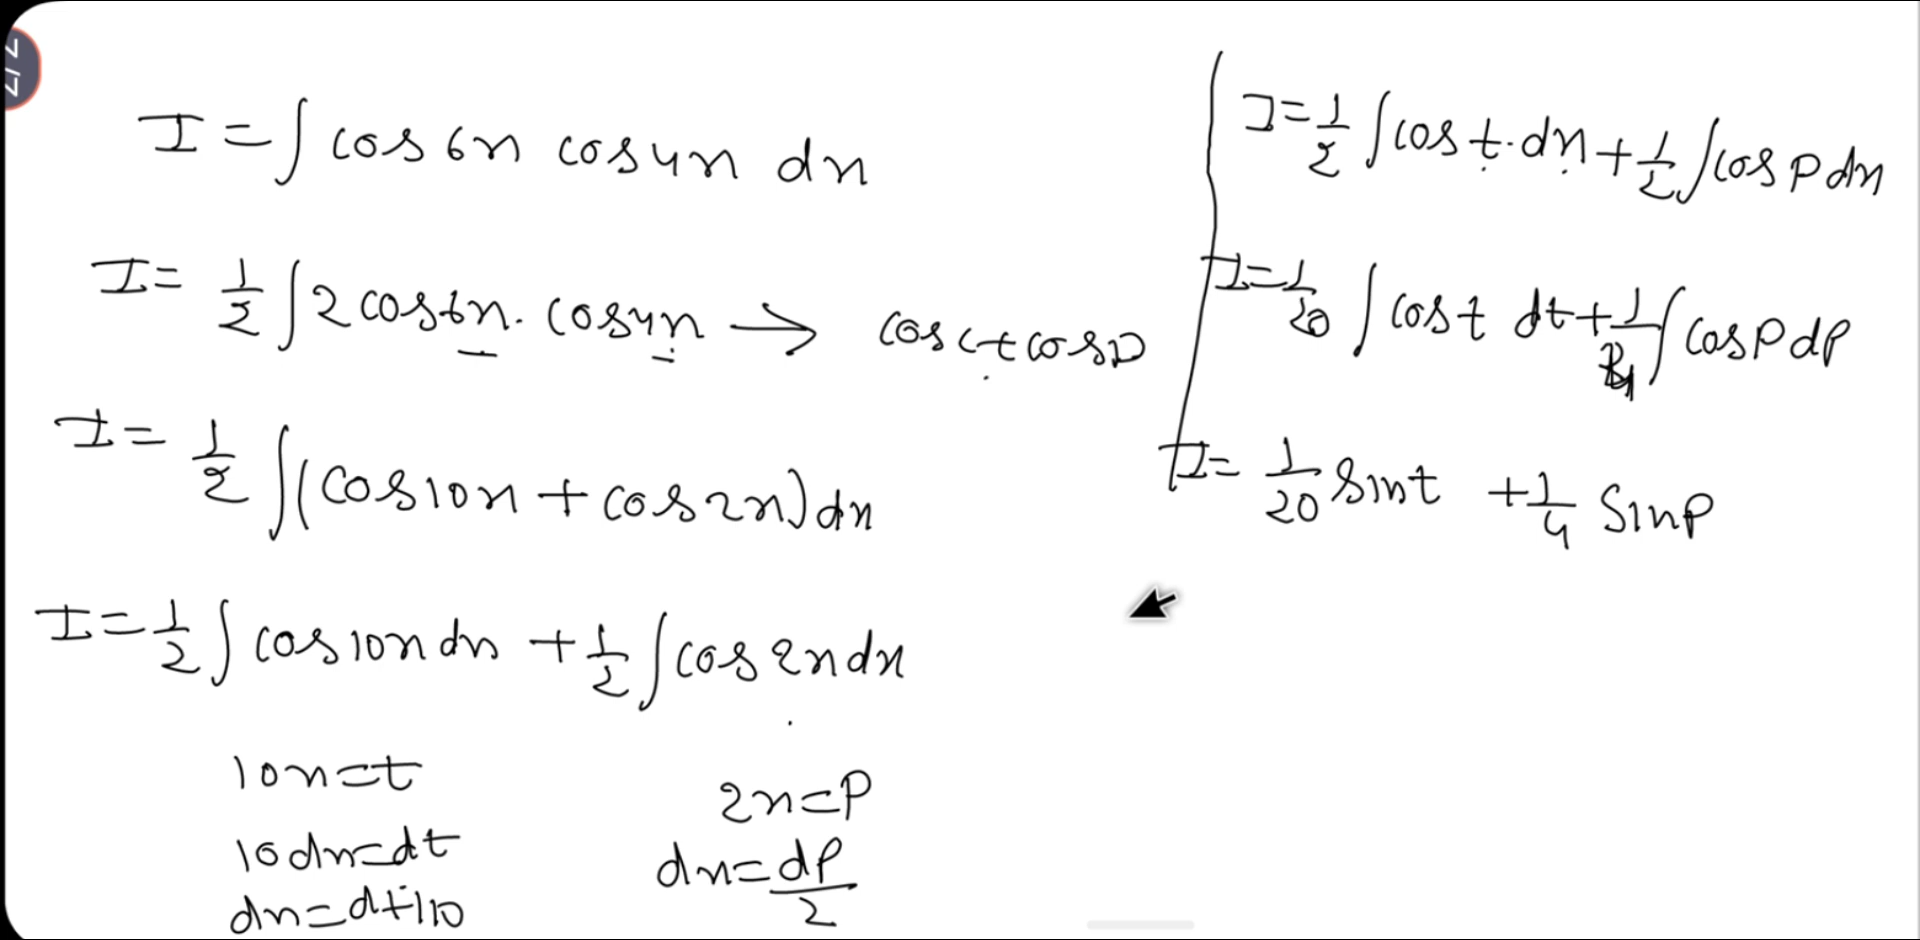 I = ∫ cos 6x cos 4x dx
I = 1/2 ∫ 2 cos 6x . cos 4x → cos C + cos D
I = 1/2 ∫ (cos 10x + cos 2x) dx
I = 1/2 ∫ cos 10x dx + 1/2 ∫ cos 2x dx
10x = t
10 dx = dt
dx = dt/10
2x = P
dx = dP/2
I = 1/2 ∫ cos t . dx + 1/2 ∫ cos P dx
I = 1/20 ∫ cos t dt + 1/4 ∫ cos P dP
I = 1/20 sin t + 1/4 sin P